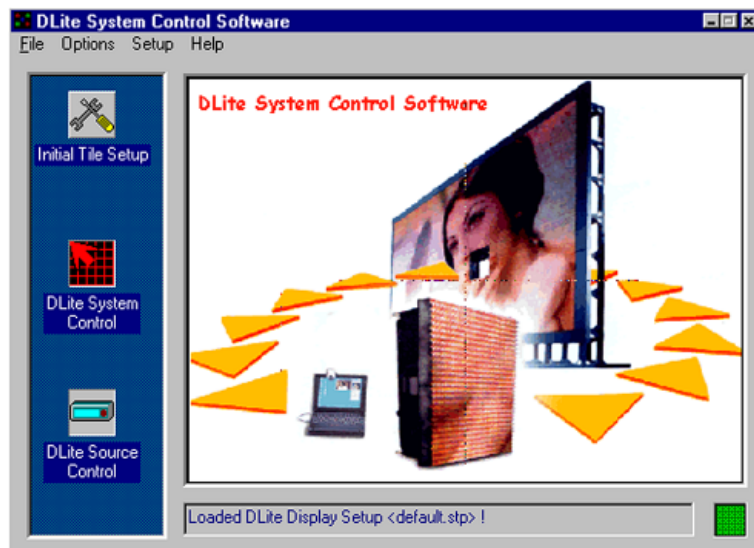 DLite System Control Software
File Options Setup Help
DLite System Control Software
Initial Tile Setup
DLite System
Control
DLite Source
Control
Loaded DLite Display Setup <default.stp> !